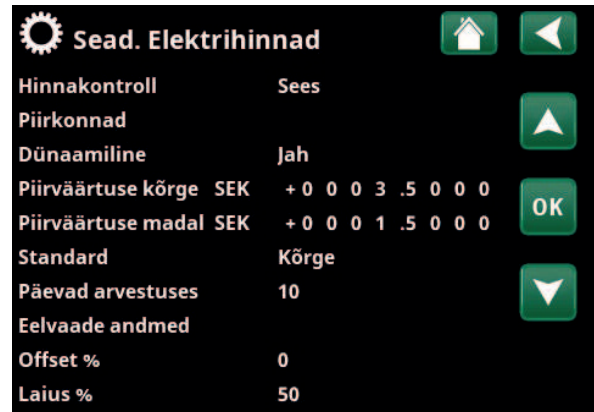 Sead. Elektrihinnad
Hinnakontroll Sees
Piirkonnad
Dünaamiline Jah
Piirväärtuse kõrge SEK +0 0 0 3 .5 0 0 0
Piirväärtuse madal SEK +0 0 0 1 .5 0 0 0
OK
Standard Kõrge
Päevad arvestuses 10
Eelvaade andmed
Offset % 0
Laius % 50